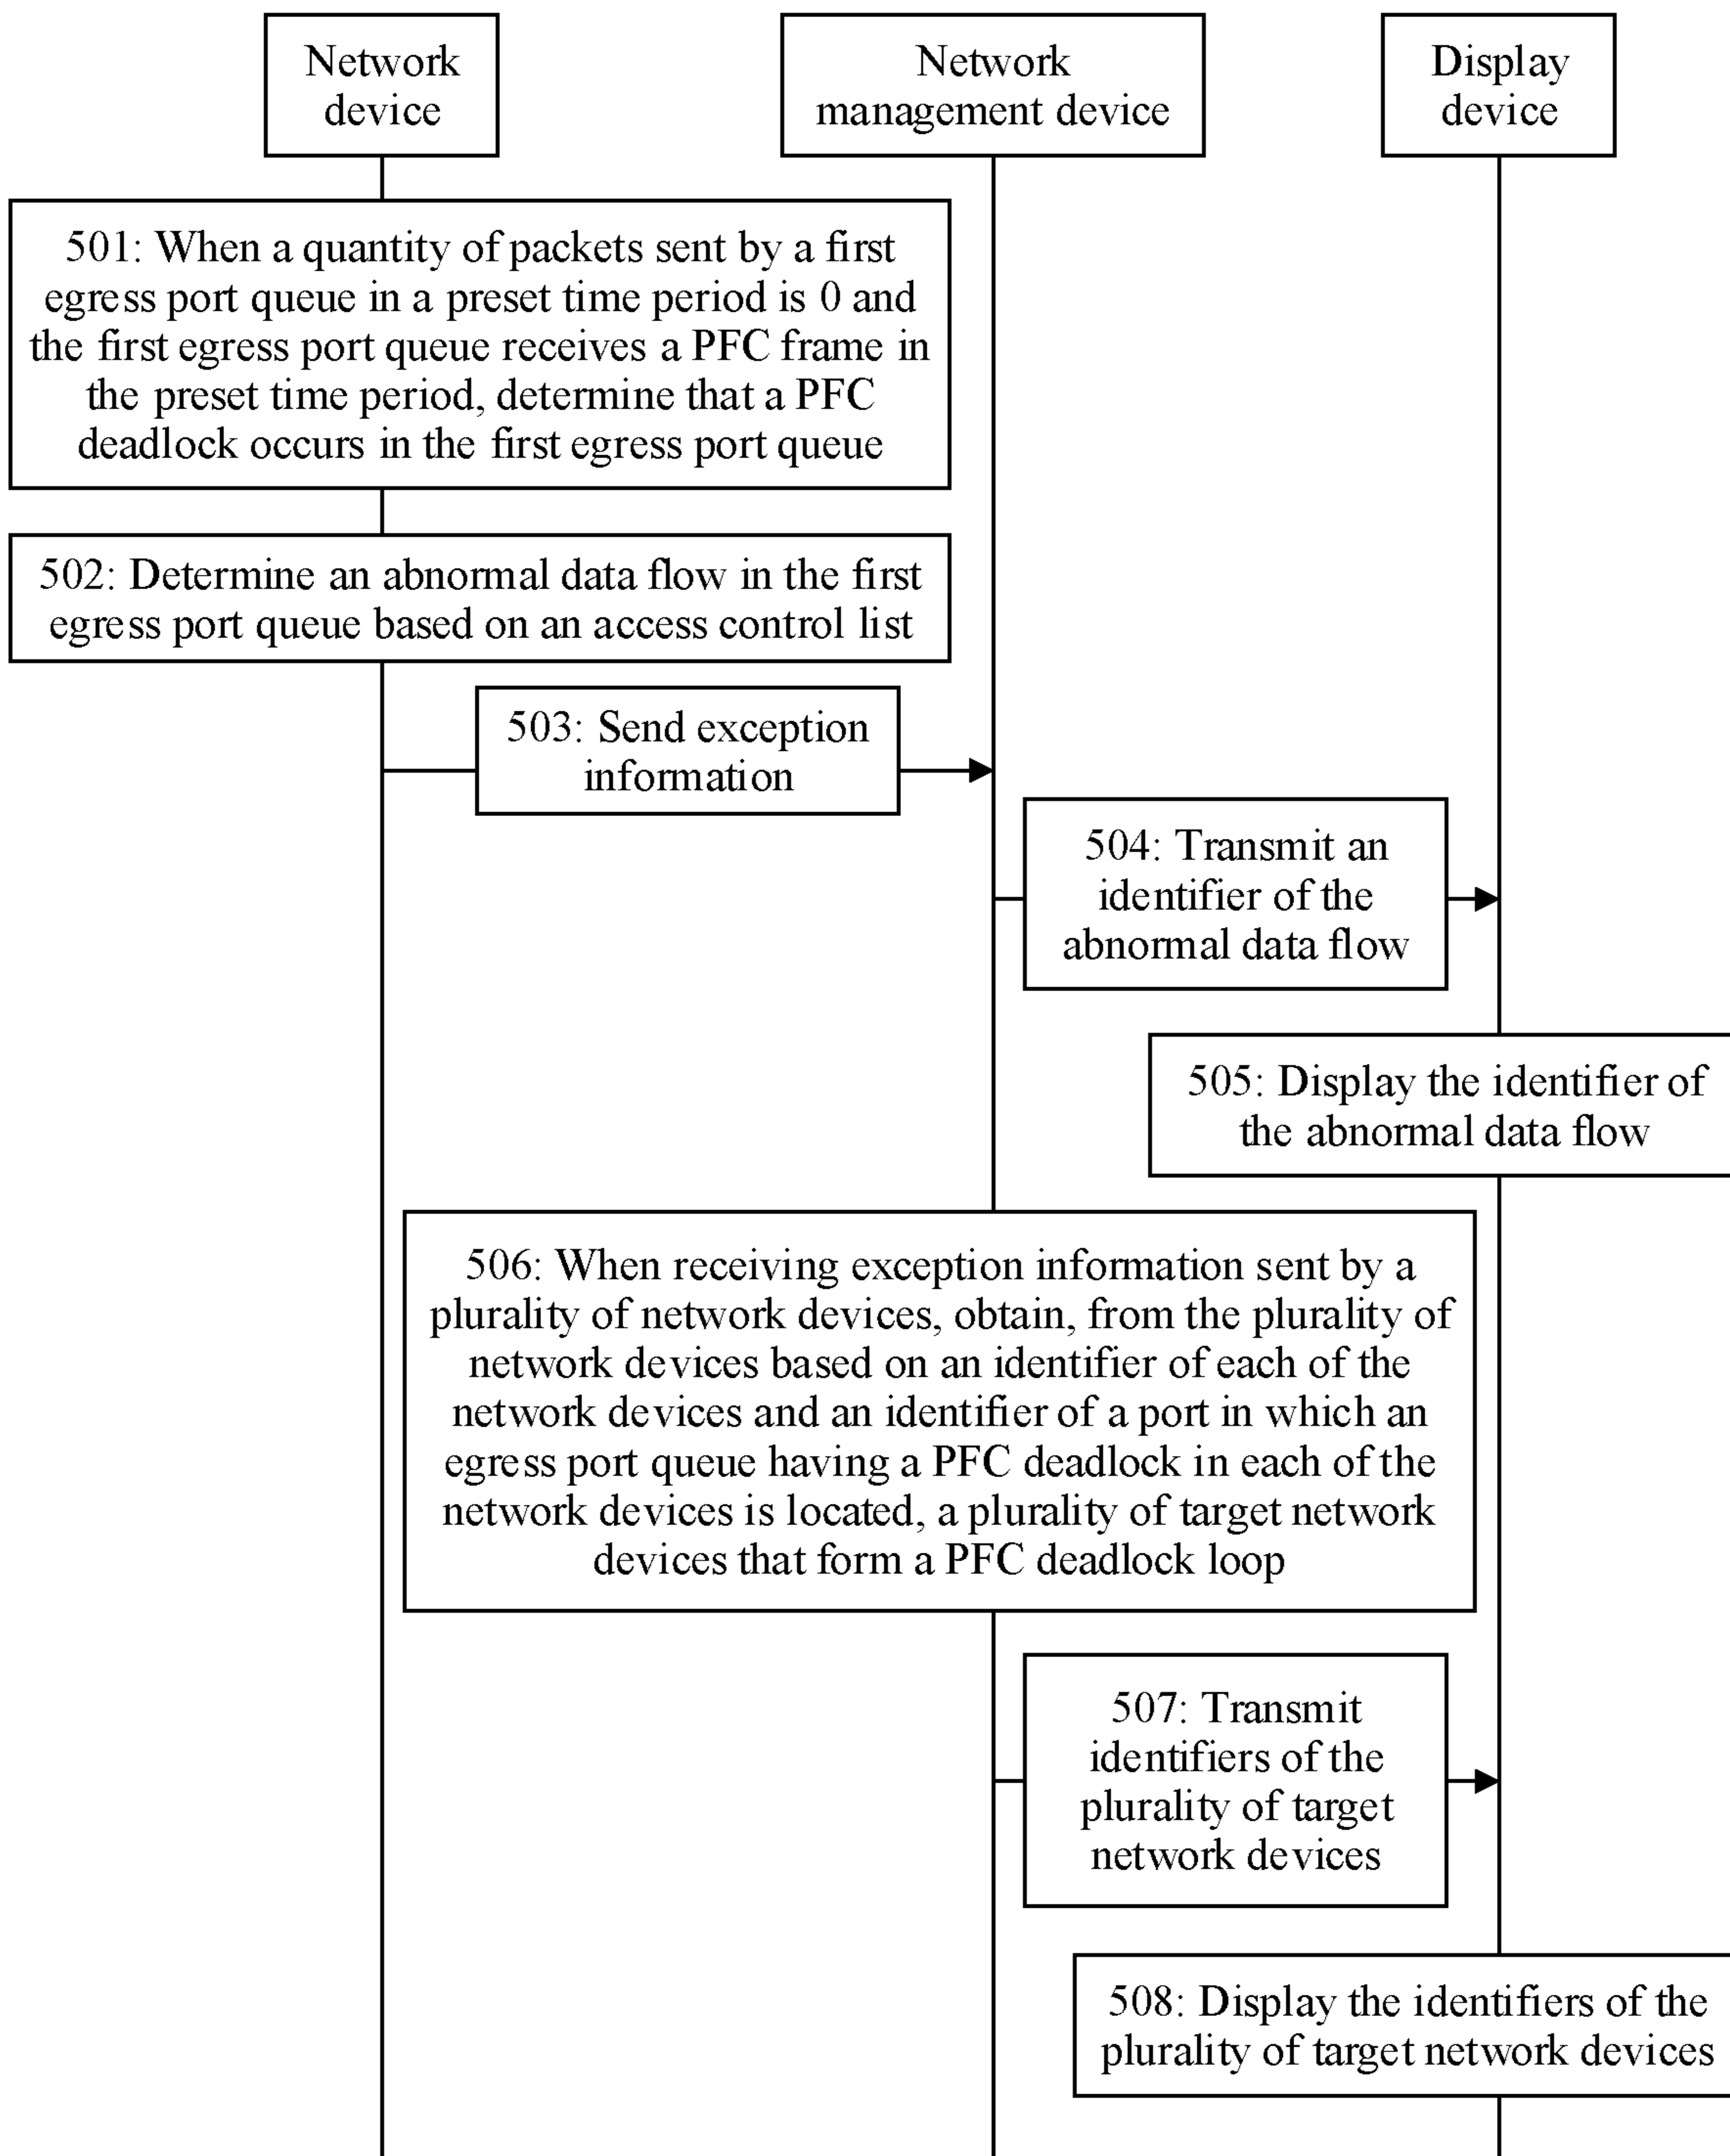 Network
device
Network
management device
Display
device
501: When a quantity of packets sent by a first
egress port queue in a preset time period is 0 and
the first egress port queue receives a PFC frame in
the preset time period, determine that a PFC
deadlock occurs in the first egress port queue
502: Determine an abnormal data flow in the first
egress port queue based on an access control list
503: Send exception
information
504: Transmit an
identifier of the
abnormal data flow
505: Display the identifier of
the abnormal data flow
506: When receiving exception information sent by a
plurality of network devices, obtain, from the plurality of
network devices based on an identifier of each of the
network devices and an identifier of a port in which an
egress port queue having a PFC deadlock in each of the
network devices is located, a plurality of target network
devices that form a PFC deadlock loop
507: Transmit
identifiers of the
plurality of target
network devices
508: Display the identifiers of the
plurality of target network devices